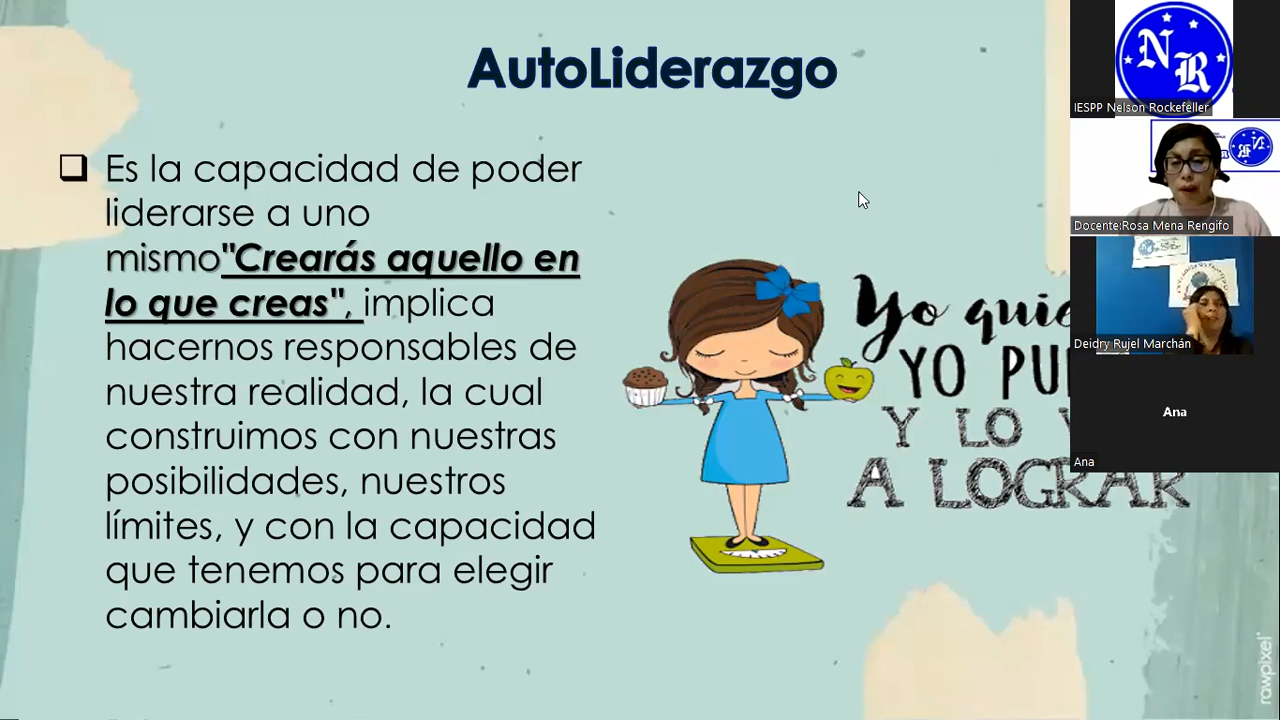 AutoLiderazgo
Es la capacidad de poder
liderarse a uno
mismo"Crearás aquello en
lo que creas", implica
hacernos responsables de
nuestra realidad, la cual
construimos con nuestras
posibilidades, nuestros
límites, y con la capacidad
que tenemos para elegir
cambiarla o no.
Yo
YO
Y LO
A LOGRAR
N
R
IESPP Nelson Rockefeller
Docente:Rosa Mena Rengifo
Deidry Rujel Marchán
Ana
Ana
rawpixel